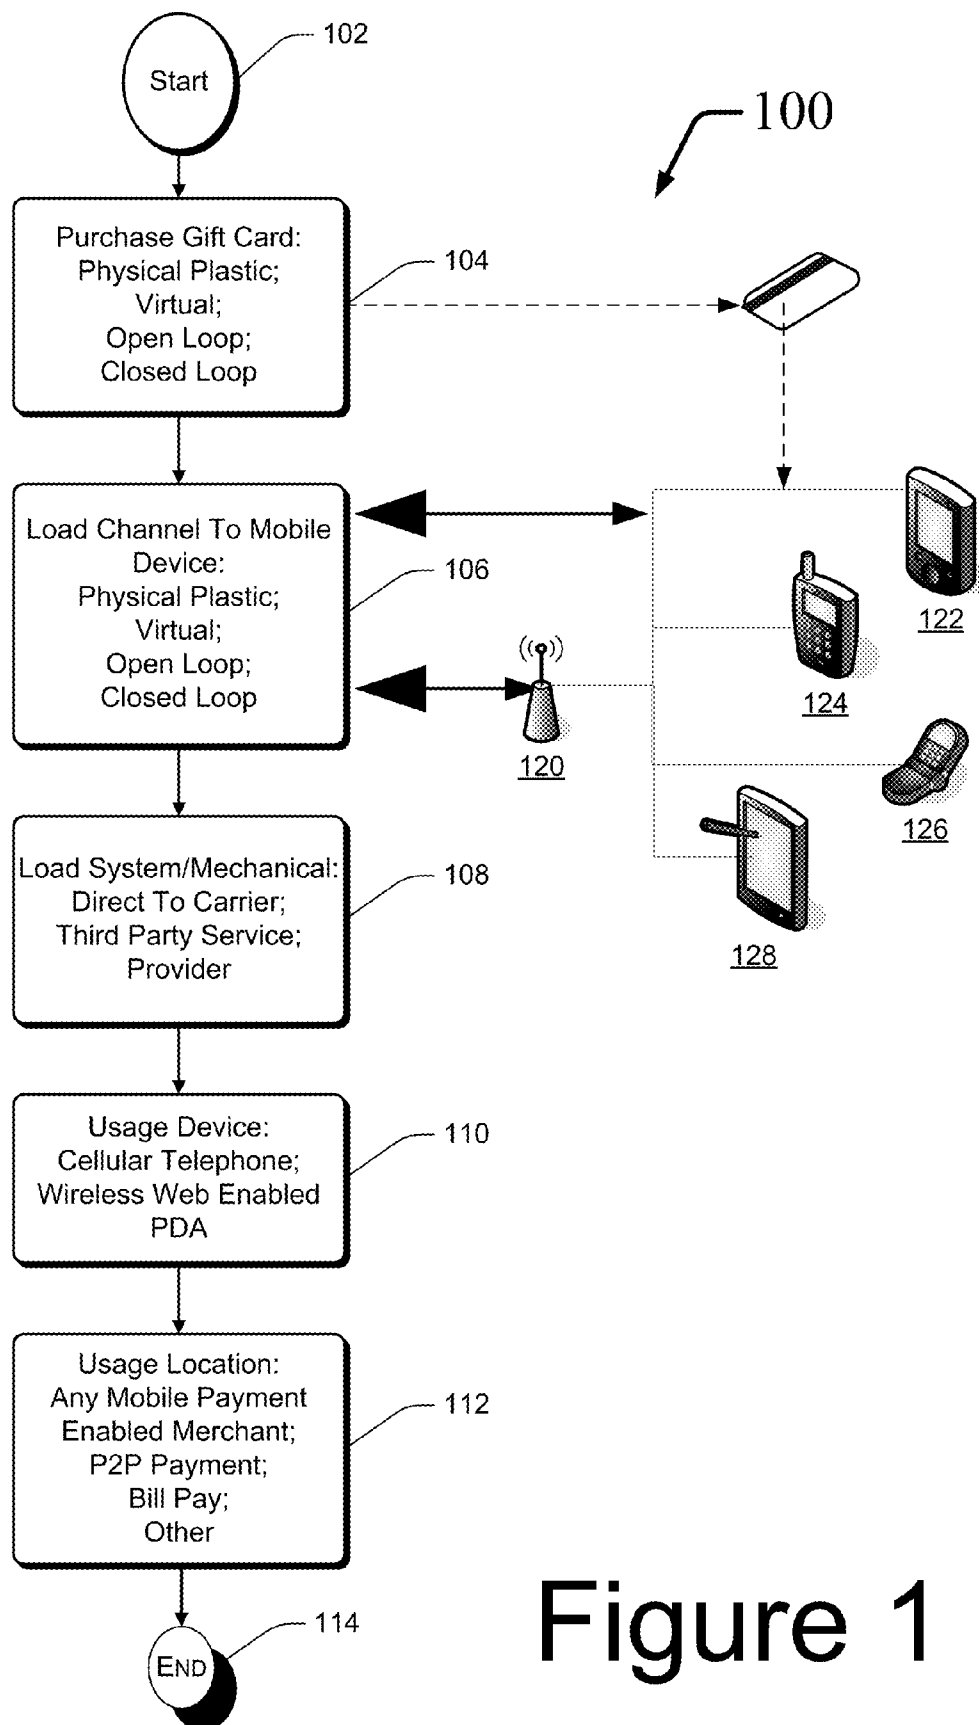 Start
102
100
Purchase Gift Card:
Physical Plastic;
Virtual;
Open Loop;
Closed Loop
104
Load Channel To Mobile
Device:
Physical Plastic;
Virtual;
Open Loop;
Closed Loop
106
120
122
124
126
128
Load System/Mechanical:
Direct To Carrier;
Third Party Service;
Provider
108
Usage Device:
Cellular Telephone;
Wireless Web Enabled
PDA
110
Usage Location:
Any Mobile Payment
Enabled Merchant;
P2P Payment;
Bill Pay;
Other
112
END
114
Figure 1